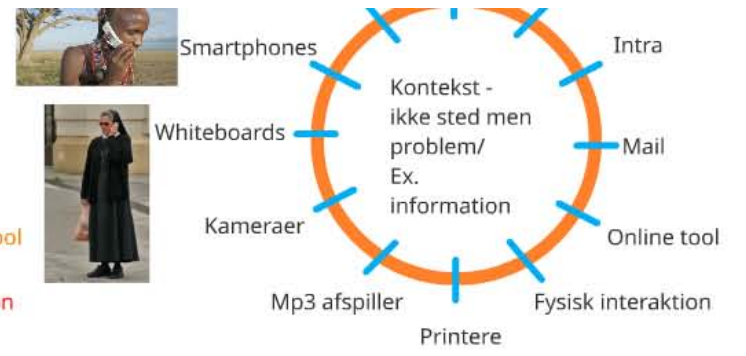 Smartphones
Intra
Kontekst -
ikke sted men
problem/
Ex.
information
Whiteboards
Mail
Kameraer
ool
Online tool
Mp3 afspiller
Fysisk interaktion
n
Printere